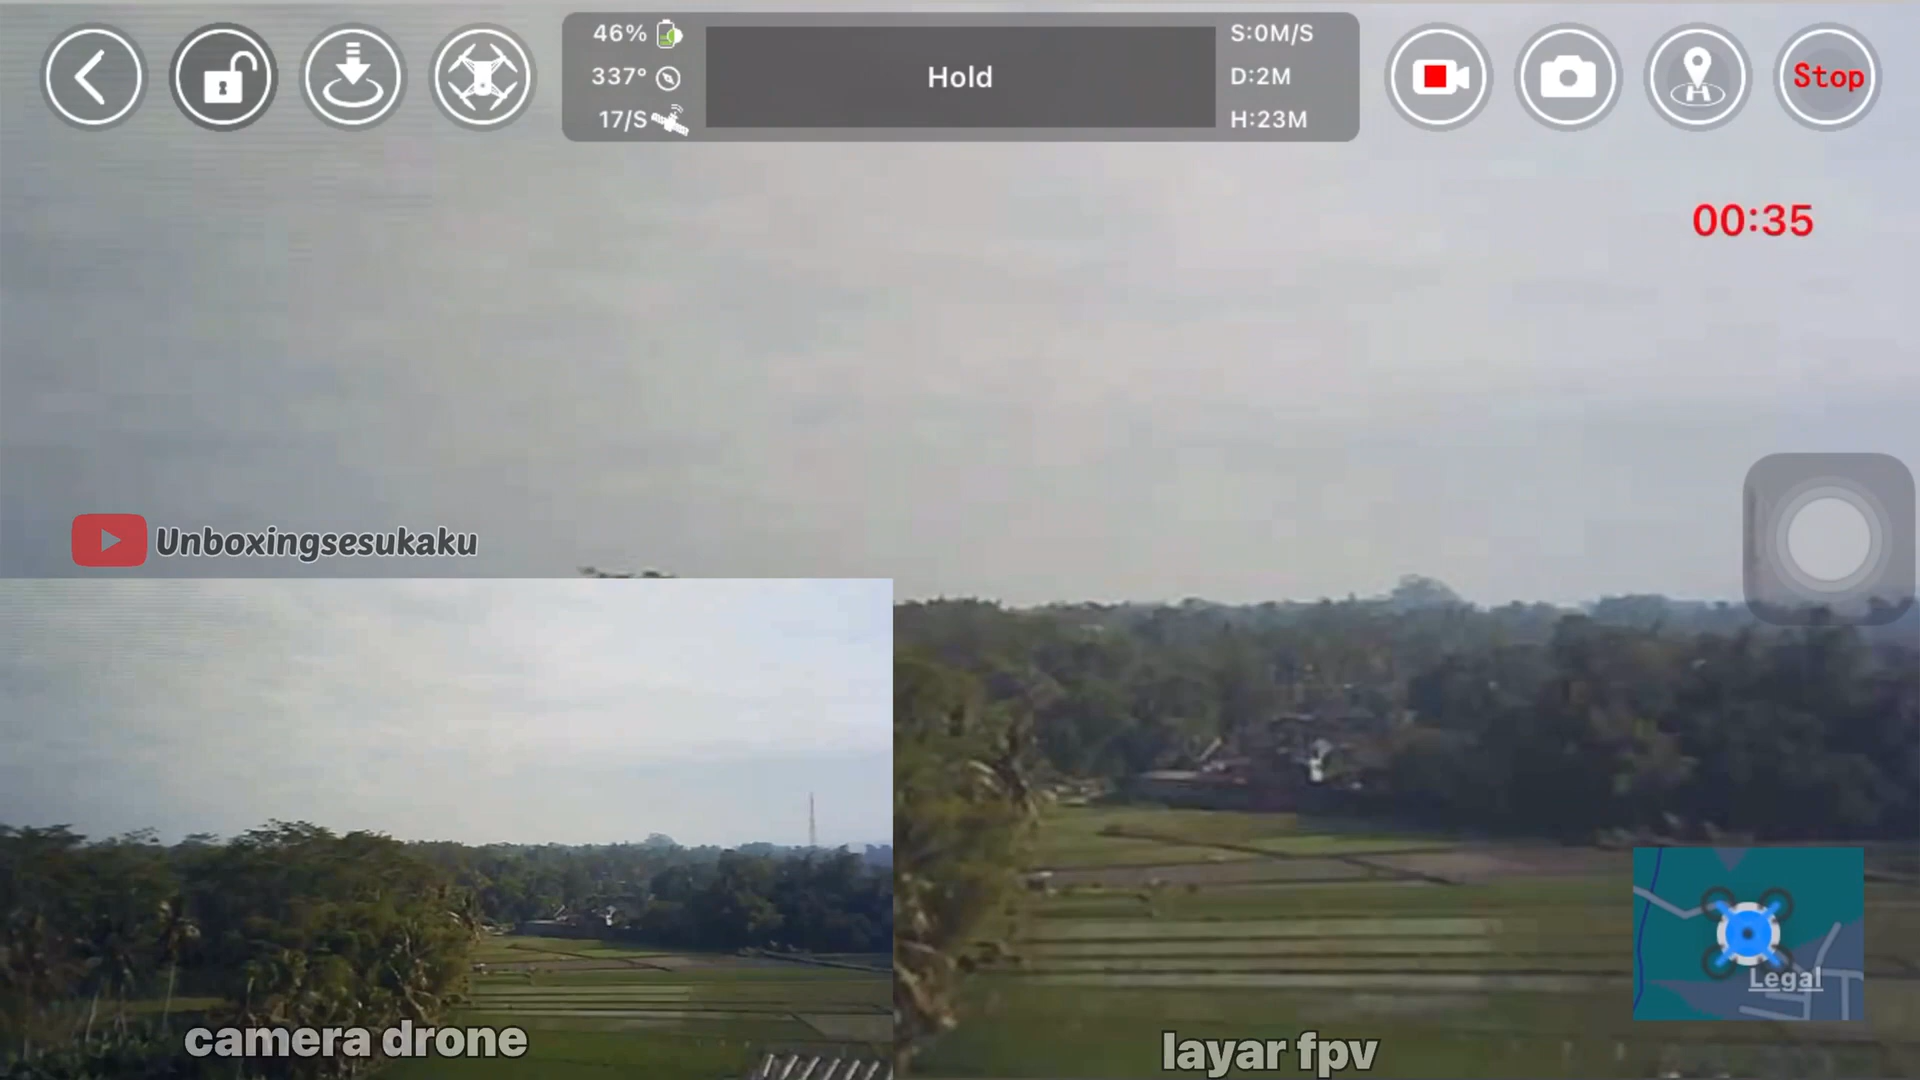 46%
337°
17/S
Hold
S:0M/S
D:2M
H:23M
Stop
00:35
Unboxingsesukaku
Legal
camera drone
layar fpv